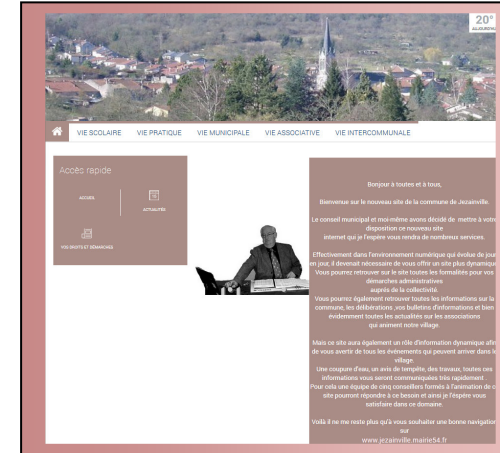 20°
AUJOURD'HU
VIE SCOLAIRE VIE PRATIQUE VIE MUNICIPALE VIE ASSOCIATIVE VIE INTERCOMMUNALE
Accès rapide
ACCUEIL
ACTUALITÉS
VOS DROITS ET DÉMARCHES
Bonjour à toutes et à tous,
Bienvenue sur le nouveau site de la commune de Jezainville.
Le conseil municipal et moi-même avons décidé de mettre à votre
disposition ce nouveau site
internet qui je l'espère vous rendra de nombreux services.
Effectivement dans l'environnement numérique qui évolue de jour
en jour, il devenait nécessaire de vous offrir un site plus dynamique
Vous pourrez retrouver sur le site toutes les formalités pour vos
démarches administratives
auprés de la collectivité.
Vous pourrez également retrouver toutes les informations sur la
commune, les délibérations ,vos bulletins d'informations et bien
évidemment toutes les actualités sur les associations
qui animent notre village.
Mais ce site aura également un rôle d'information dynamique afin
de vous avertir de tous les évènements qui peuvent arriver dans le
village.
Une coupure d'eau, un avis de tempête, des travaux, toutes ces
informations vous seront communiquées très rapidement .
Pour cela une équipe de cinq conseillers formés à l'animation de c
site pourront répondre à ce besoin et ainsi je l'éspère vous
satisfaire dans ce domaine.
Voilà il ne me reste plus qu'à vous souhaiter une bonne navigation
sur
www.jezainville.mairie54.fr